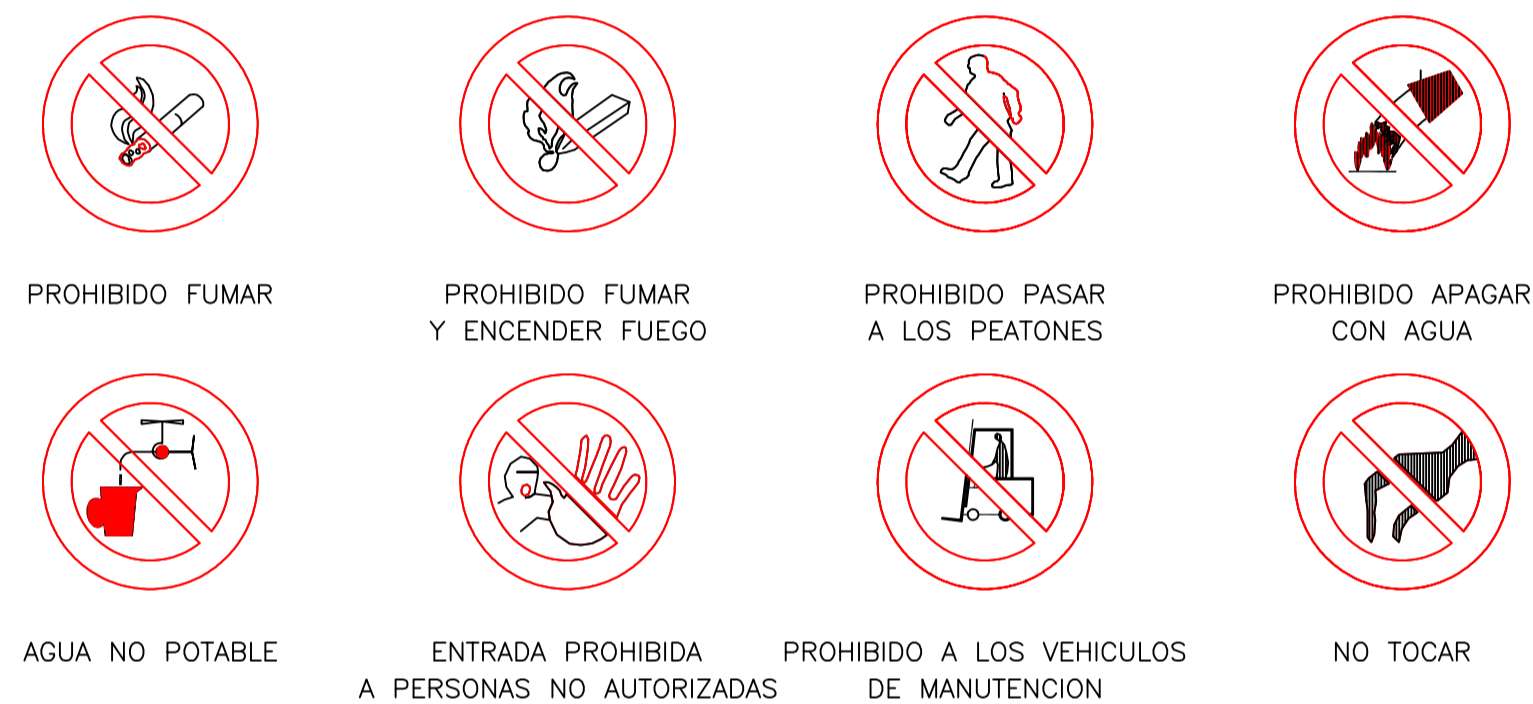 PROHIBIDO FUMAR
PROHIBIDO FUMAR
Y ENCENDER FUEGO
PROHIBIDO PASAR
A LOS PEATONES
PROHIBIDO APAGAR
CON AGUA
AGUA NO POTABLE
ENTRADA PROHIBIDA
A PERSONAS NO AUTORIZADAS
PROHIBIDO A LOS VEHICULOS
DE MANUTENCION
NO TOCAR